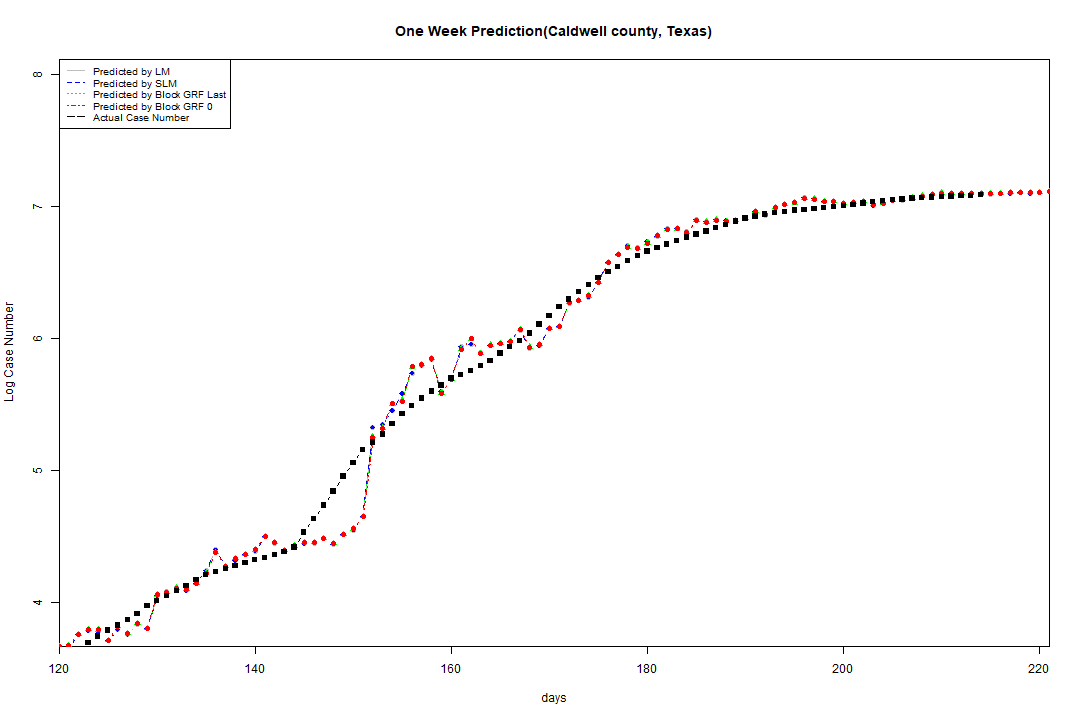 One Week Prediction(Caldwell county, Texas)
Predicted by LM
Predicted by SLM
Predicted by Block GRF Last
Predicted by Block GRF 0
Actual Case Number
8
7
6
5
4
Log Case Number
120 140 160 180 200 220
days